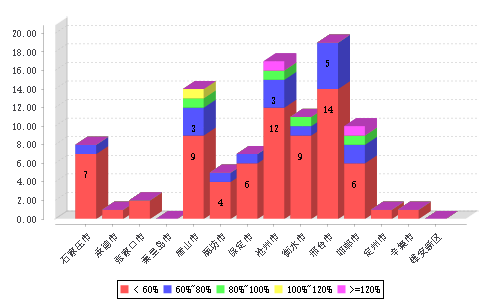 20.00
18.00
16.00
14.00
12.00
10.00
8.00
6.00
4.00
2.00
0.00
7
9
3
4
6
12
3
9
14
5
6
石家庄市
承德市
张家口市
秦皇岛市
唐山市
廊坊市
保定市
沧州市
衡水市
邢台市
邯郸市
定州市
辛集市
雄安新区
< 60% 60%~80% 80%~100% 100%~120% >=120%